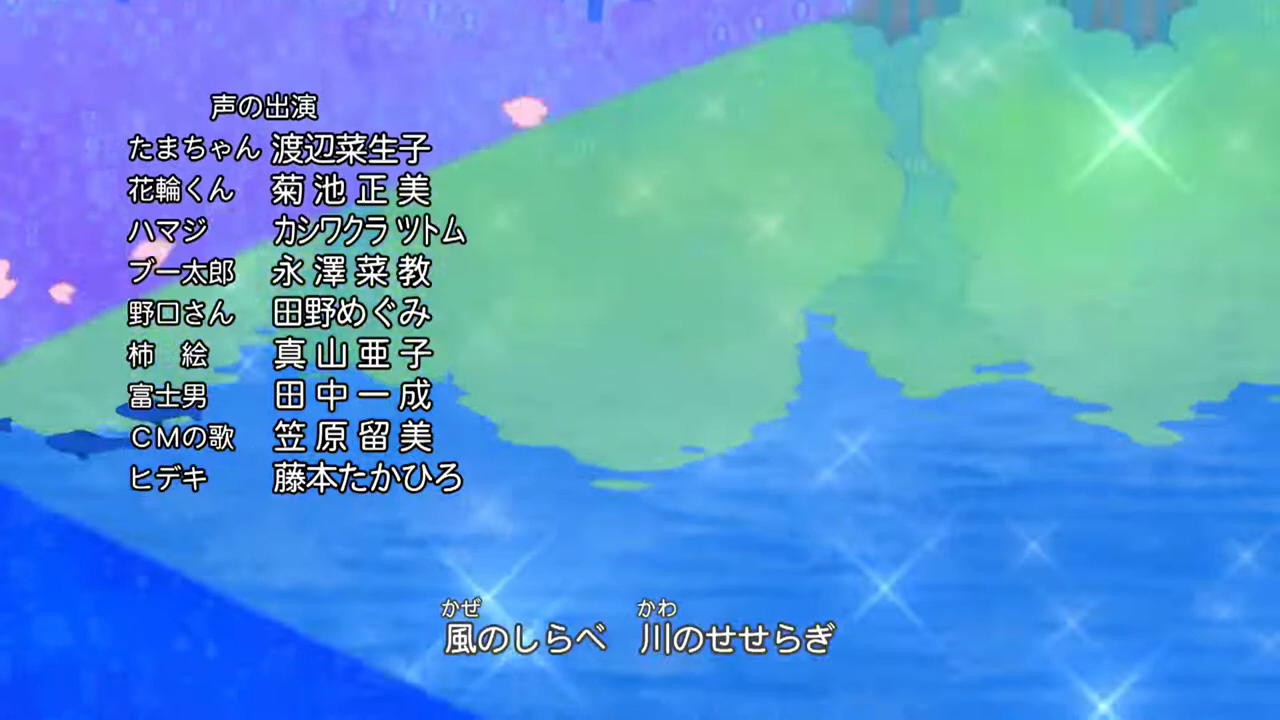 声の出演
たまちゃん 渡辺菜生子
花輪くん 菊池正美
ハマジ カシワクラ ツトム
ブー太郎 永澤菜教
野口さん 田野めぐみ
柿 絵 真山亜子
富士男 田中一成
CMの歌 笠原留美
ヒデキ 藤本たかひろ
かぜ かわ
風のしらべ 川のせせらぎ